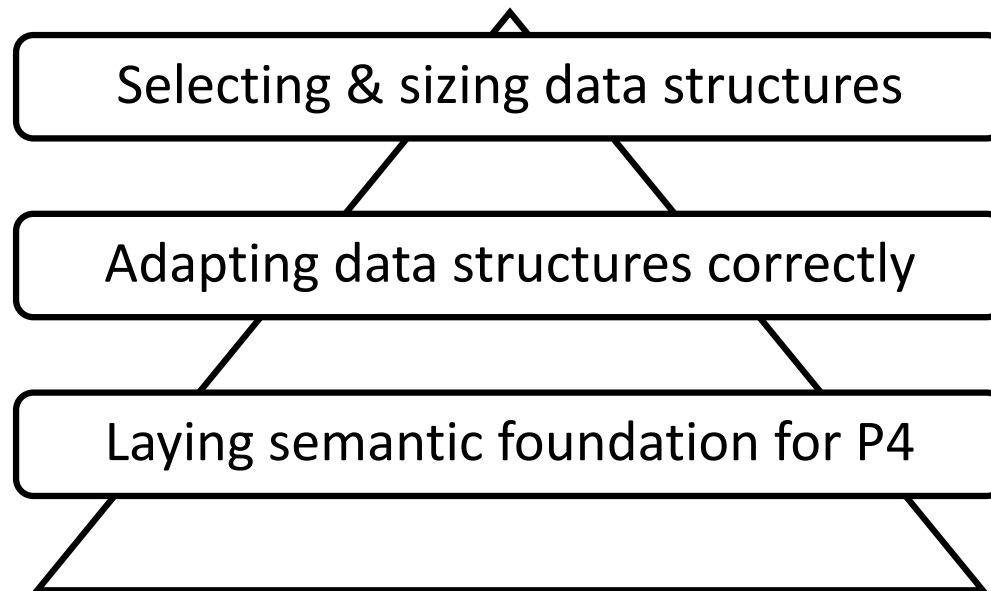 Selecting & sizing data structures
Adapting data structures correctly
Laying semantic foundation for P4